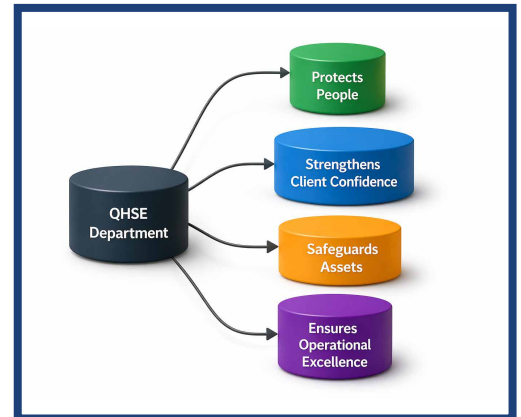 QHSE
Department
Protects
People
Strengthens
Client Confidence
Safeguards
Assets
Ensures
Operational
Excellence